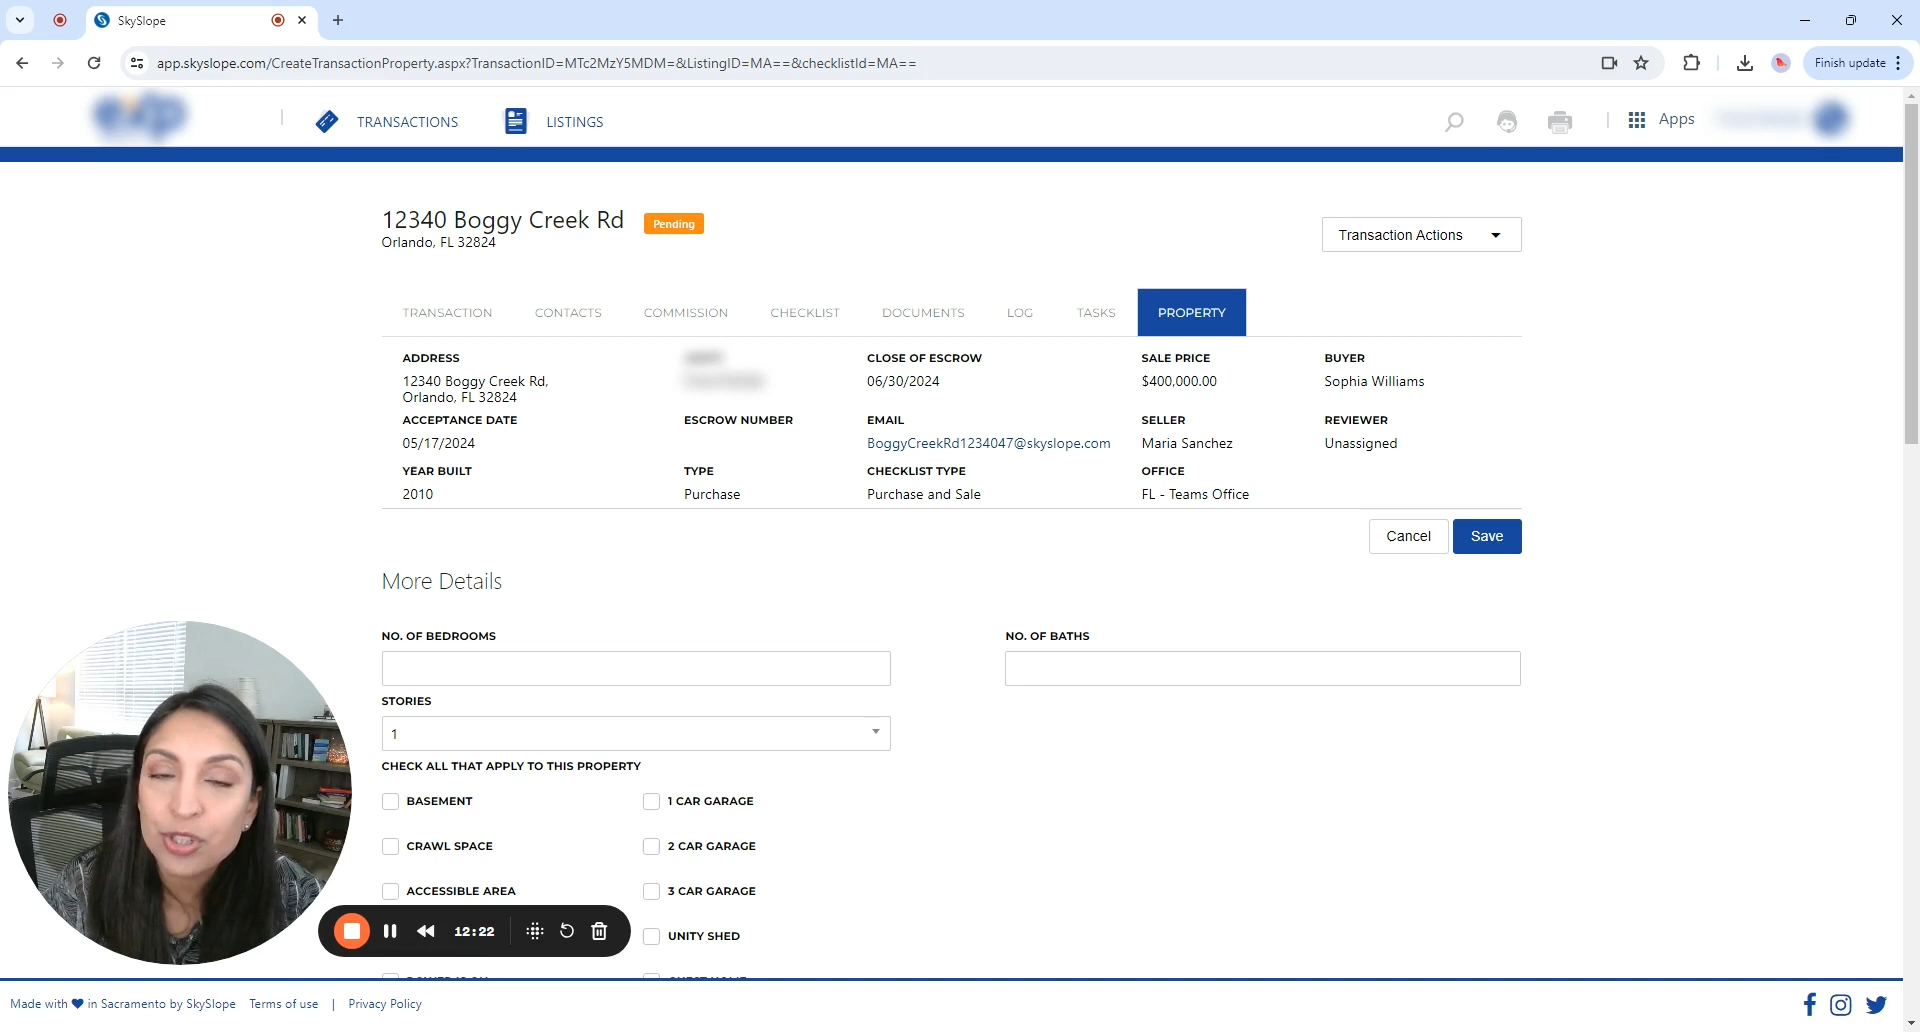 SkySlope
app.skyslope.com/CreateTransactionProperty.aspx?TransactionID=MTc2MzY5MDM=&ListingID=MA==&checklistId=MA==
Finish update
TRANSACTIONS
LISTINGS
Apps
12340 Boggy Creek Rd
Pending
Orlando, FL 32824
Transaction Actions
TRANSACTION
CONTACTS
COMMISSION
CHECKLIST
DOCUMENTS
LOG
TASKS
PROPERTY
ADDRESS
12340 Boggy Creek Rd,
Orlando, FL 32824
CLOSE OF ESCROW
06/30/2024
SALE PRICE
$400,000.00
BUYER
Sophia Williams
ACCEPTANCE DATE
05/17/2024
ESCROW NUMBER
EMAIL
BoggyCreekRd1234047@skyslope.com
SELLER
Maria Sanchez
REVIEWER
Unassigned
YEAR BUILT
2010
TYPE
Purchase
CHECKLIST TYPE
Purchase and Sale
OFFICE
FL - Teams Office
Cancel
Save
More Details
NO. OF BEDROOMS
NO. OF BATHS
STORIES
1
CHECK ALL THAT APPLY TO THIS PROPERTY
BASEMENT
1 CAR GARAGE
CRAWL SPACE
2 CAR GARAGE
ACCESSIBLE AREA
3 CAR GARAGE
12:22
UNITY SHED
Made with in Sacramento by SkySlope
Terms of use
|
Privacy Policy